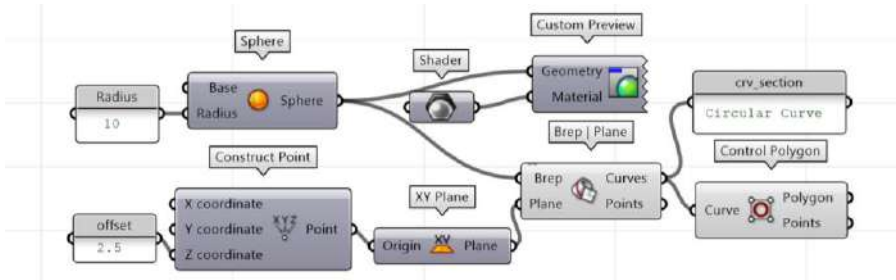 Sphere
Custom Preview
Shader
Radius
10
Base
Radius
Sphere
Geometry
Material
crv_section
Circular Curve
Construct Point
Brep | Plane
Control Polygon
XY Plane
offset
2.5
X coordinate
Y coordinate
Z coordinate
XYZ
Point
Origin
XY
Plane
Brep
Plane
Curves
Points
Curve
Polygon
Points